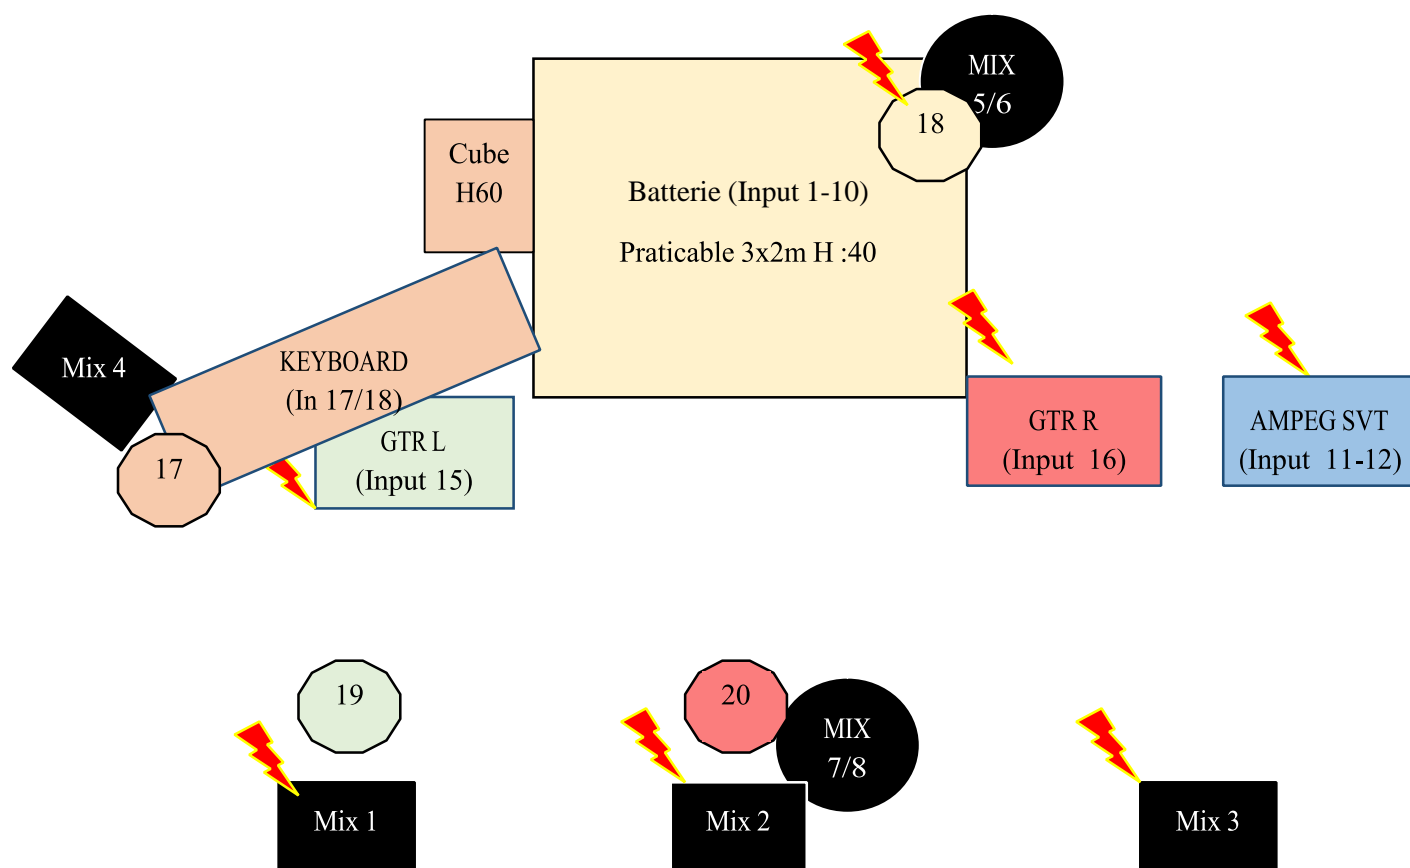 MIX
5/6
18
Cube
H60
Batterie (Input 1-10)
Praticable 3x2m H :40
Mix 4
KEYBOARD
(In 17/18)
17
GTR L
(Input 15)
GTR R
(Input 16)
AMPEG SVT
(Input 11-12)
19
20
MIX
7/8
Mix 1
Mix 2
Mix 3